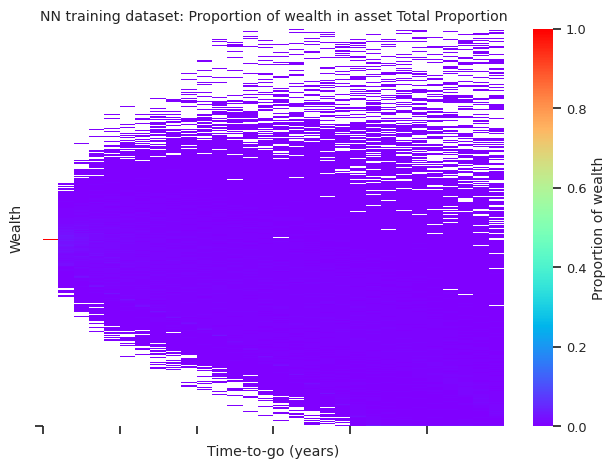 NN training dataset: Proportion of wealth in asset Total Proportion
1.0
0.8
0.6
0.4
0.2
0.0
Proportion of wealth
Wealth
Time-to-go (years)